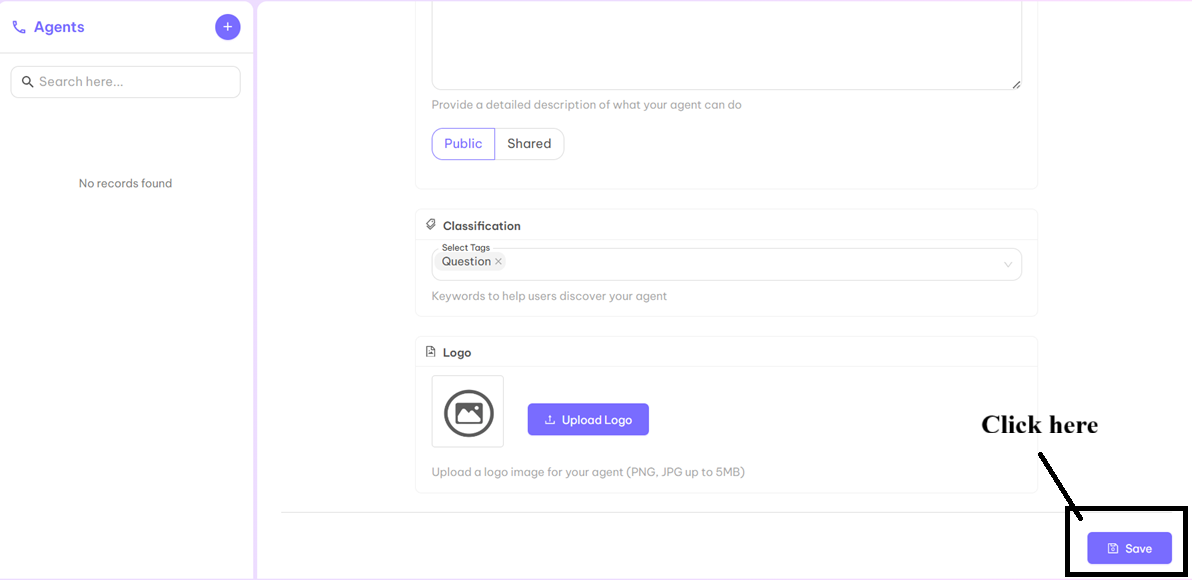 Agents
+
Search here...
No records found
Provide a detailed description of what your agent can do
Public Shared
Classification
Select Tags
Question ×
Keywords to help users discover your agent
Logo
Upload Logo
Upload a logo image for your agent (PNG, JPG up to 5MB)
Click here
Save